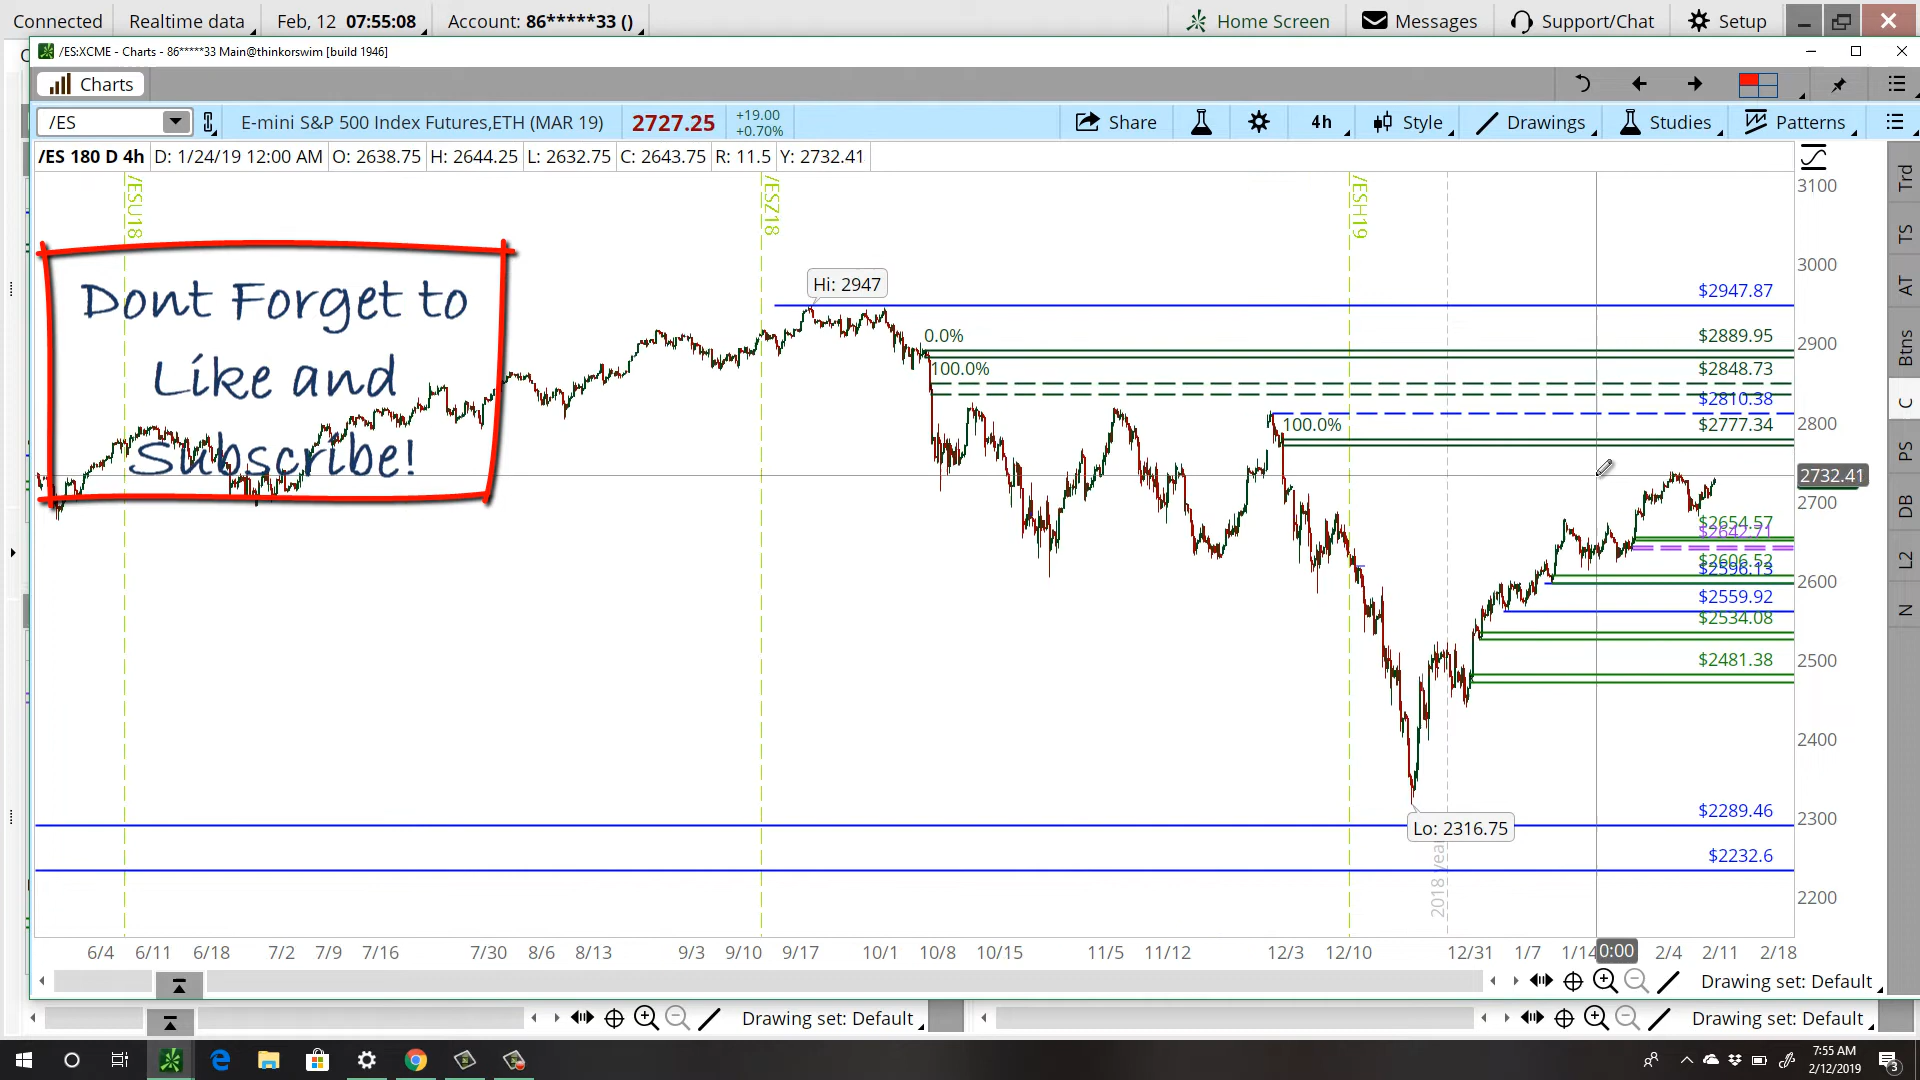 Connected Realtime data Feb, 12 07:55:08 Account: 86*****33 () Home Screen Messages Support/Chat Setup
/ES:XCME - Charts - 86*****33 Main@thinkorswim [build 1946]
Charts
/ES E-mini S&P 500 Index Futures,ETH (MAR 19) 2727.25 +19.00 +0.70% Share 4h Style Drawings Studies Patterns
/ES 180 D 4h D: 1/24/19 12:00 AM O: 2638.75 H: 2644.25 L: 2632.75 C: 2643.75 R: 11.5 Y: 2732.41
/ESU18
/ESZ18
/ESH19
Dont Forget to
Like and
Subscribe!
Hi: 2947
0.0%
100.0%
100.0%
Lo: 2316.75
2018 year
$2947.87
$2889.95
$2848.73
$2810.38
$2777.34
$2654.57
$2642.71
$2606.52
$2596.13
$2559.92
$2534.08
$2481.38
$2289.46
$2232.6
3100
3000
2900
2800
2732.41
2700
2600
2500
2400
2300
2200
Trd
TS
AT
Btns
C
PS
DB
L2
N
6/4 6/11 6/18 7/2 7/9 7/16 7/30 8/6 8/13 9/3 9/10 9/17 10/1 10/8 10/15 11/5 11/12 12/3 12/10 12/31 1/7 1/14 0:00 2/4 2/11 2/18
Drawing set: Default
Drawing set: Default Drawing set: Default
7:55 AM
2/12/2019
3